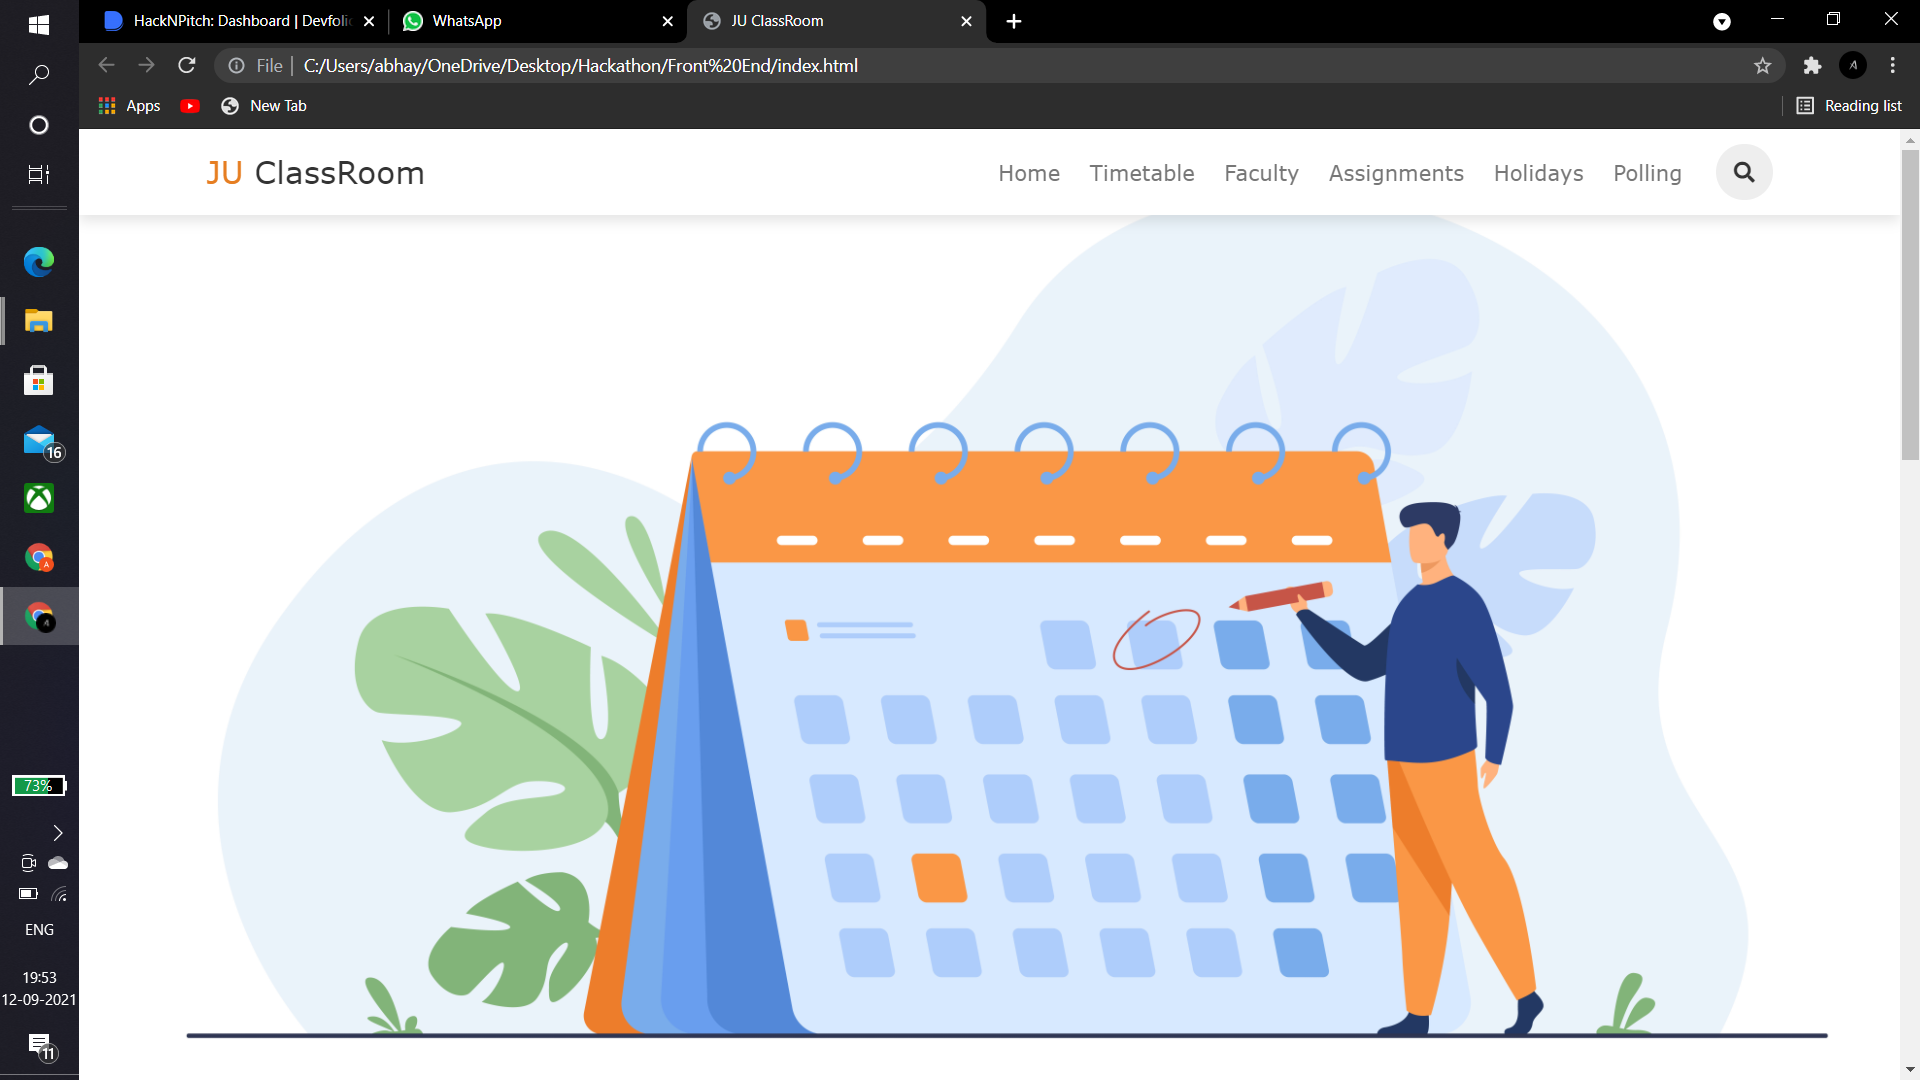 HackNPitch: Dashboard | Devfolio
WhatsApp
JU ClassRoom
File | C:/Users/abhay/OneDrive/Desktop/Hackathon/Front%20End/index.html
A
Apps
New Tab
Reading list
JU ClassRoom
Home
Timetable
Faculty
Assignments
Holidays
Polling
16
A
A
73%
ENG
19:53
12-09-2021
11